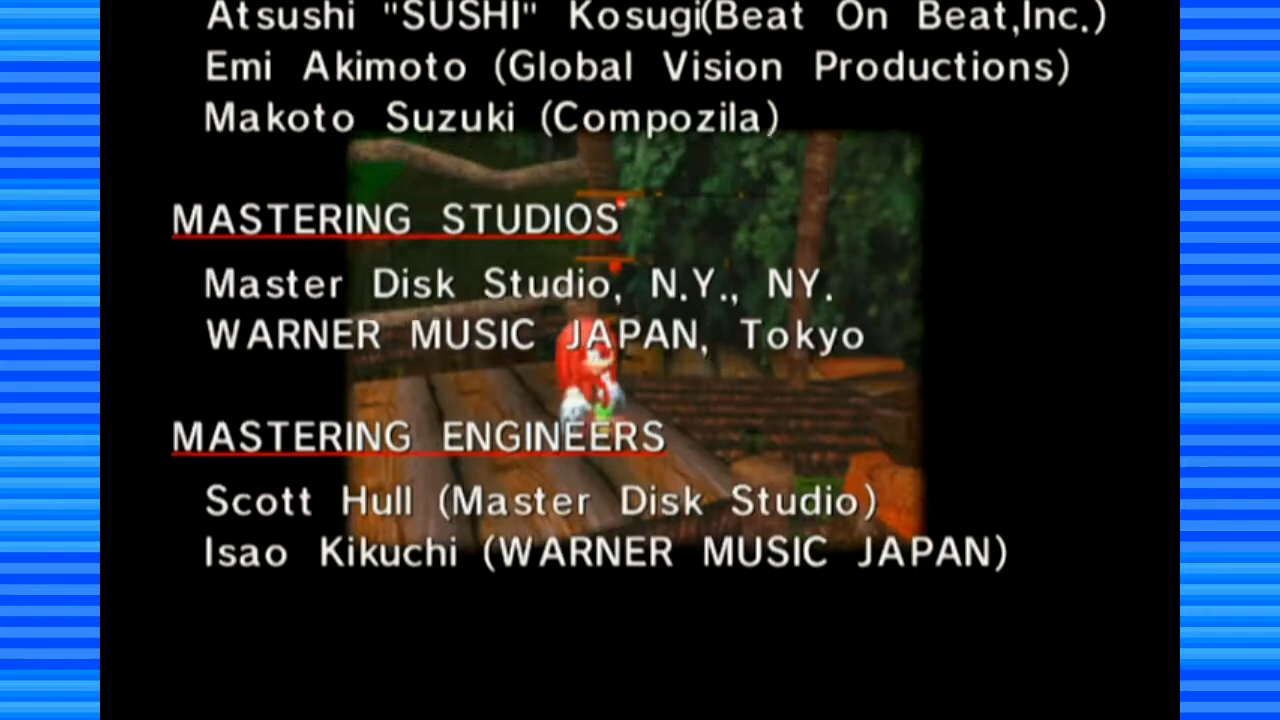 Atsushi "SUSHI" Kosugi(Beat On Beat,Inc.)
Emi Akimoto (Global Vision Productions)
Makoto Suzuki (Compozila)
MASTERING STUDIOS
Master Disk Studio, N.Y., NY.
WARNER MUSIC JAPAN, Tokyo
MASTERING ENGINEERS
Scott Hull (Master Disk Studio)
Isao Kikuchi (WARNER MUSIC JAPAN)